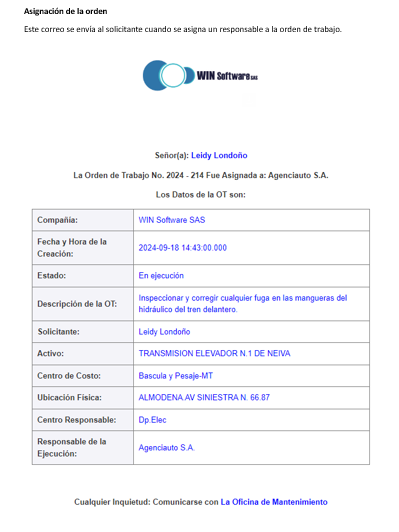 Asignación de la orden
Este correo se envía al solicitante cuando se asigna un responsable a la orden de trabajo.
WIN Software SAS
Señor(a): Leidy Londoño
La Orden de Trabajo No. 2024 - 214 Fue Asignada a: Agenciauto S.A.
Los Datos de la OT son:
Compañia: WIN Software SAS
Fecha y Hora de la
Creación: 2024-09-18 14:43:00.000
Estado: En ejecución
Descripción de la OT: Inspeccionar y corregir cualquier fuga en las mangueras del
hidráulico del tren delantero.
Solicitante: Leidy Londoño
Activo: TRANSMISION ELEVADOR N.1 DE NEIVA
Centro de Costo: Bascula y Pesaje-MT
Ubicación Física: ALMODENA AV SINIESTRA N. 66.87
Centro Responsable: Dp.Elec
Responsable de la
Ejecución: Agenciauto S.A.
Cualquier Inquietud: Comunicarse con La Oficina de Mantenimiento